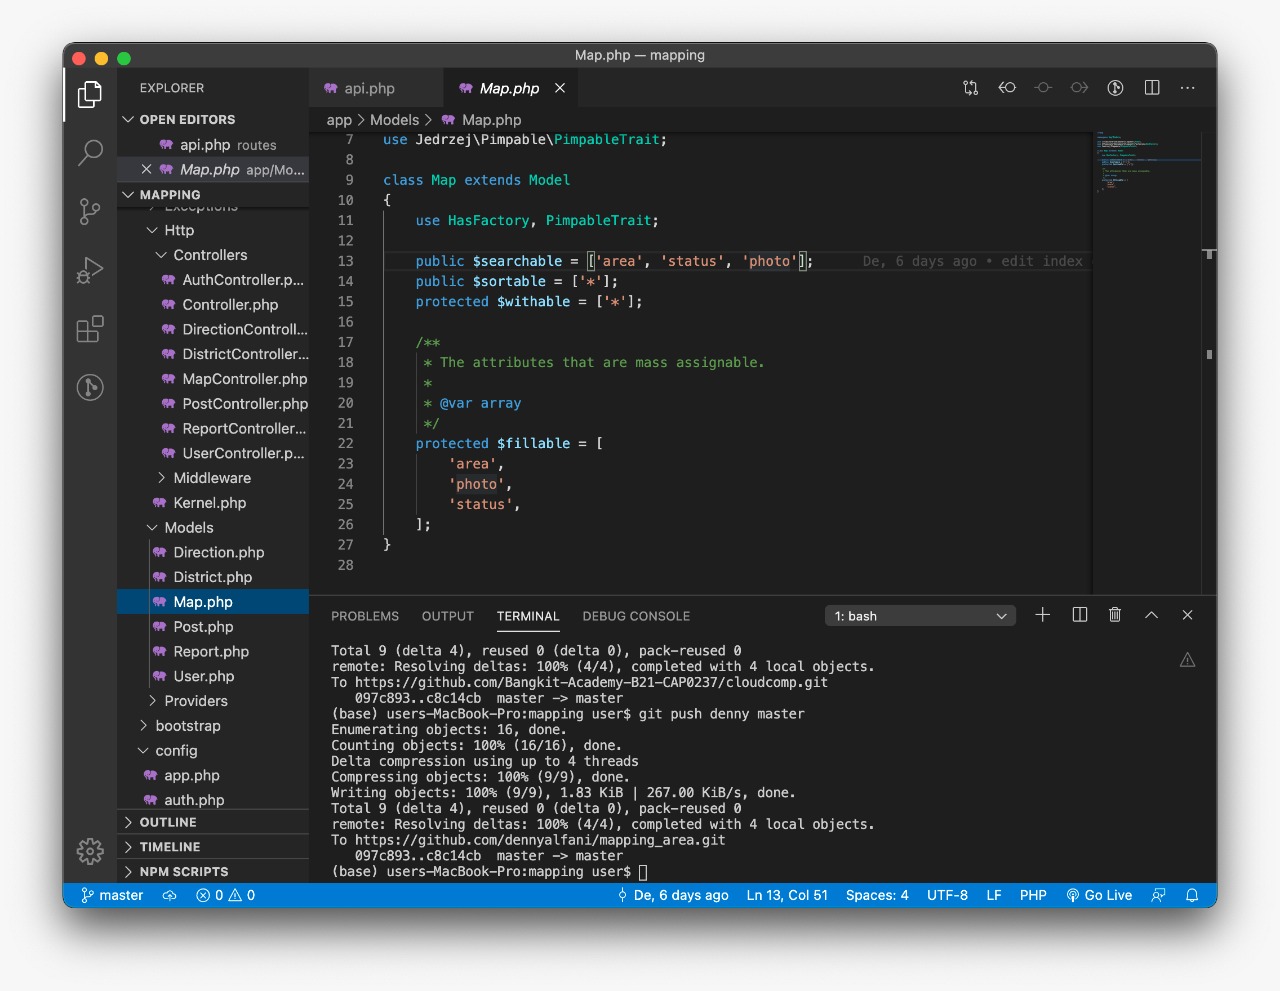 Map.php — mapping
EXPLORER
OPEN EDITORS
api.php routes
Map.php app/Mo...
MAPPING
Exceptions
Http
Controllers
AuthController.p...
Controller.php
DirectionControll...
DistrictController...
MapController.php
PostController.php
ReportController...
UserController.p...
Middleware
Kernel.php
Models
Direction.php
District.php
Map.php
Post.php
Report.php
User.php
Providers
bootstrap
config
app.php
auth.php
OUTLINE
TIMELINE
NPM SCRIPTS
api.php
Map.php
app > Models > Map.php
7 use Jedrzej\Pimpable\PimpableTrait;
8
9 class Map extends Model
10 {
11 use HasFactory, PimpableTrait;
12
13 public $searchable = ['area', 'status', 'photo']; De, 6 days ago • edit index
14 public $sortable = ['*'];
15 protected $withable = ['*'];
16
17 /**
18 * The attributes that are mass assignable.
19 *
20 * @var array
21 */
22 protected $fillable = [
23 'area',
24 'photo',
25 'status',
26 ];
27 }
28
PROBLEMS OUTPUT TERMINAL DEBUG CONSOLE 1: bash
Total 9 (delta 4), reused 0 (delta 0), pack-reused 0
remote: Resolving deltas: 100% (4/4), completed with 4 local objects.
To https://github.com/Bangkit-Academy-B21-CAP0237/cloudcomp.git
097c893..c8c14cb master -> master
(base) users-MacBook-Pro:mapping user$ git push denny master
Enumerating objects: 16, done.
Counting objects: 100% (16/16), done.
Delta compression using up to 4 threads
Compressing objects: 100% (9/9), done.
Writing objects: 100% (9/9), 1.83 KiB | 267.00 KiB/s, done.
Total 9 (delta 4), reused 0 (delta 0), pack-reused 0
remote: Resolving deltas: 100% (4/4), completed with 4 local objects.
To https://github.com/dennyalfani/mapping_area.git
097c893..c8c14cb master -> master
(base) users-MacBook-Pro:mapping user$
master 0 0 De, 6 days ago Ln 13, Col 51 Spaces: 4 UTF-8 LF PHP Go Live